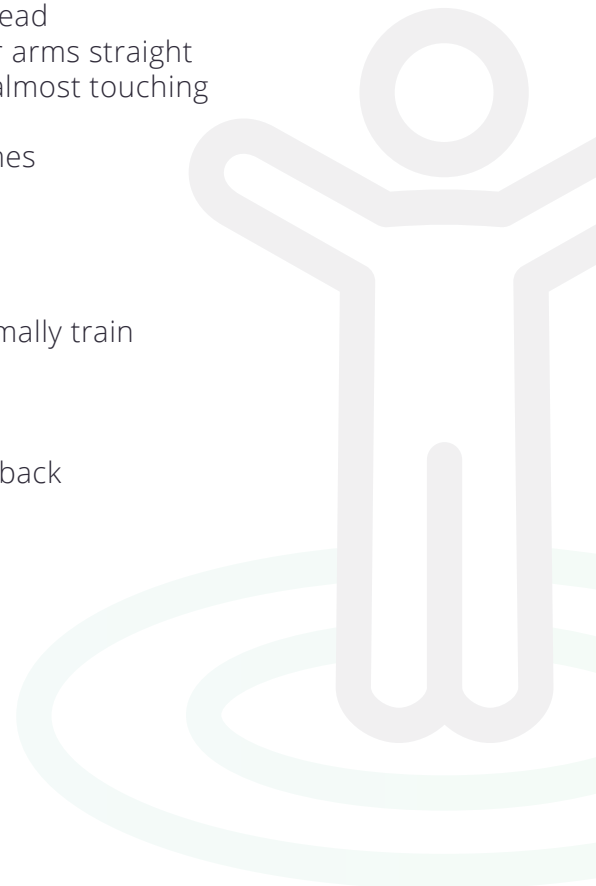 ead
r arms straight
almost touching
nes
mally train
back